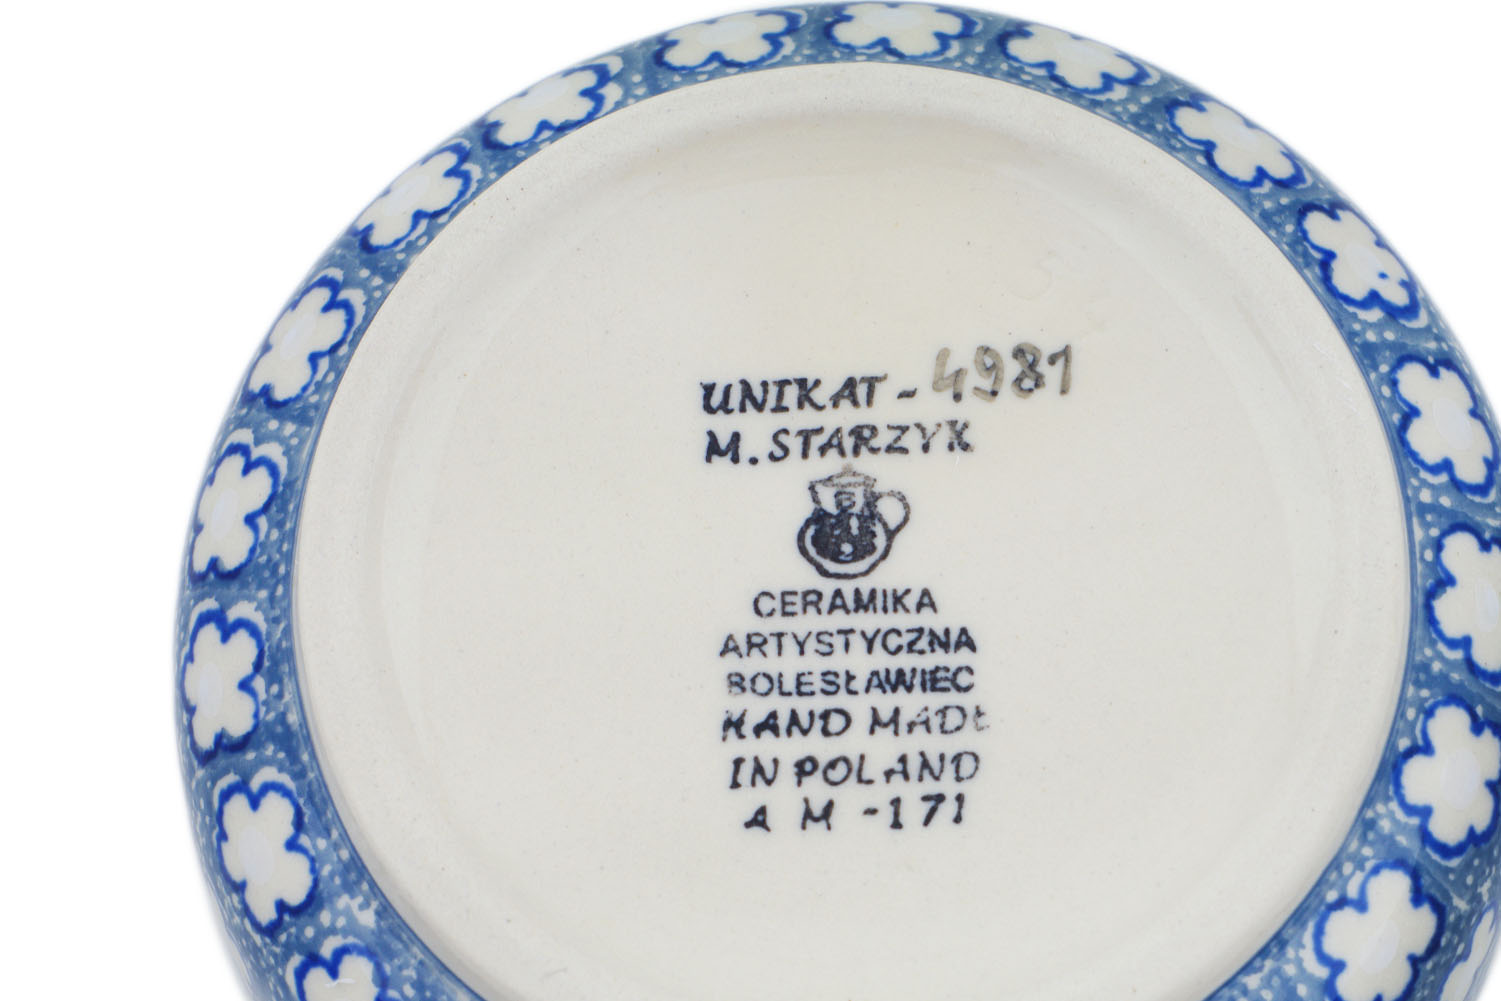 UNIKAT - 4981
M. STARZYK
B
CERAMIKA
ARTYSTYCZNA
BOLESŁAWIEC
HAND MADE
IN POLAND
A M -171